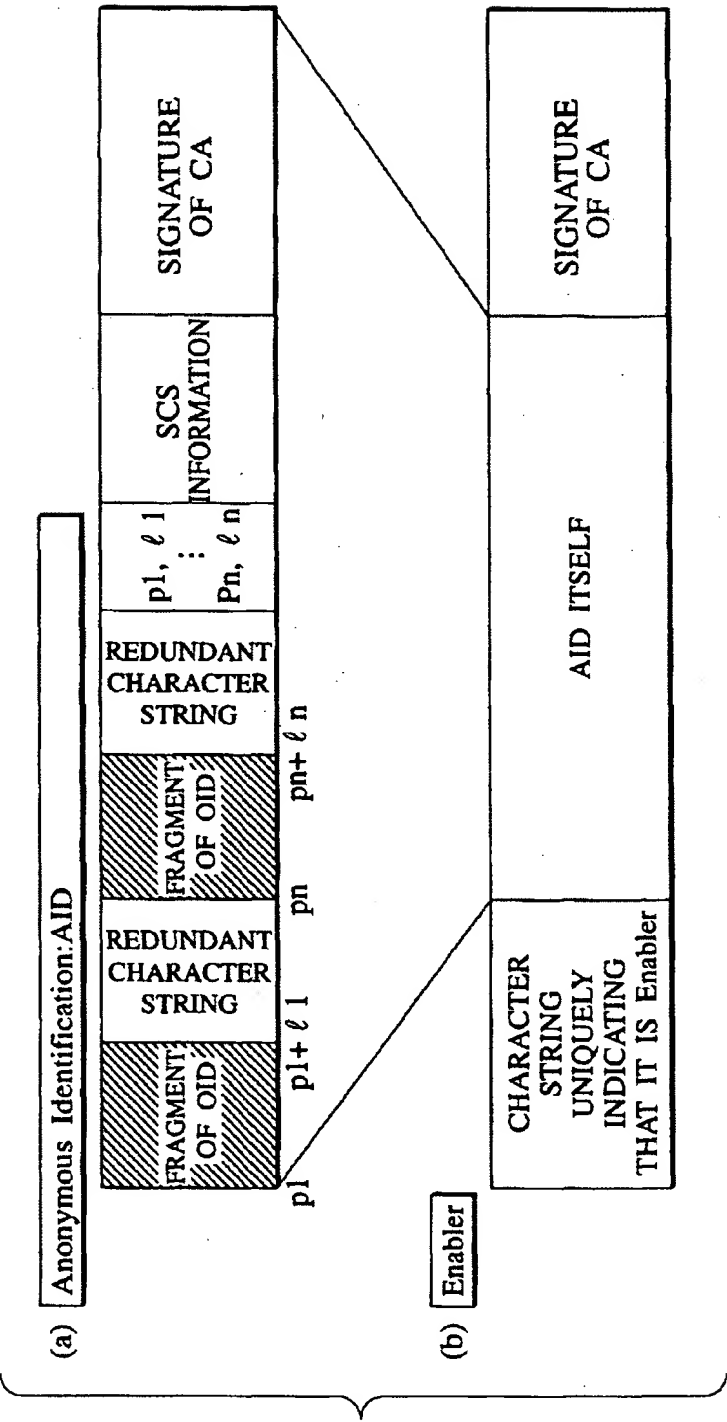 (a) Anonymous Identification:AID
FRAGMENT
OF OID
REDUNDANT
CHARACTER
STRING
FRAGMENT
OF OID
REDUNDANT
CHARACTER
STRING
p1, ℓ 1
⋮
Pn, ℓ n
SCS
INFORMATION
SIGNATURE
OF CA
p1
p1+ ℓ 1
pn
pn+ ℓ n
(b) Enabler
CHARACTER
STRING
UNIQUELY
INDICATING
THAT IT IS Enabler
AID ITSELF
SIGNATURE
OF CA